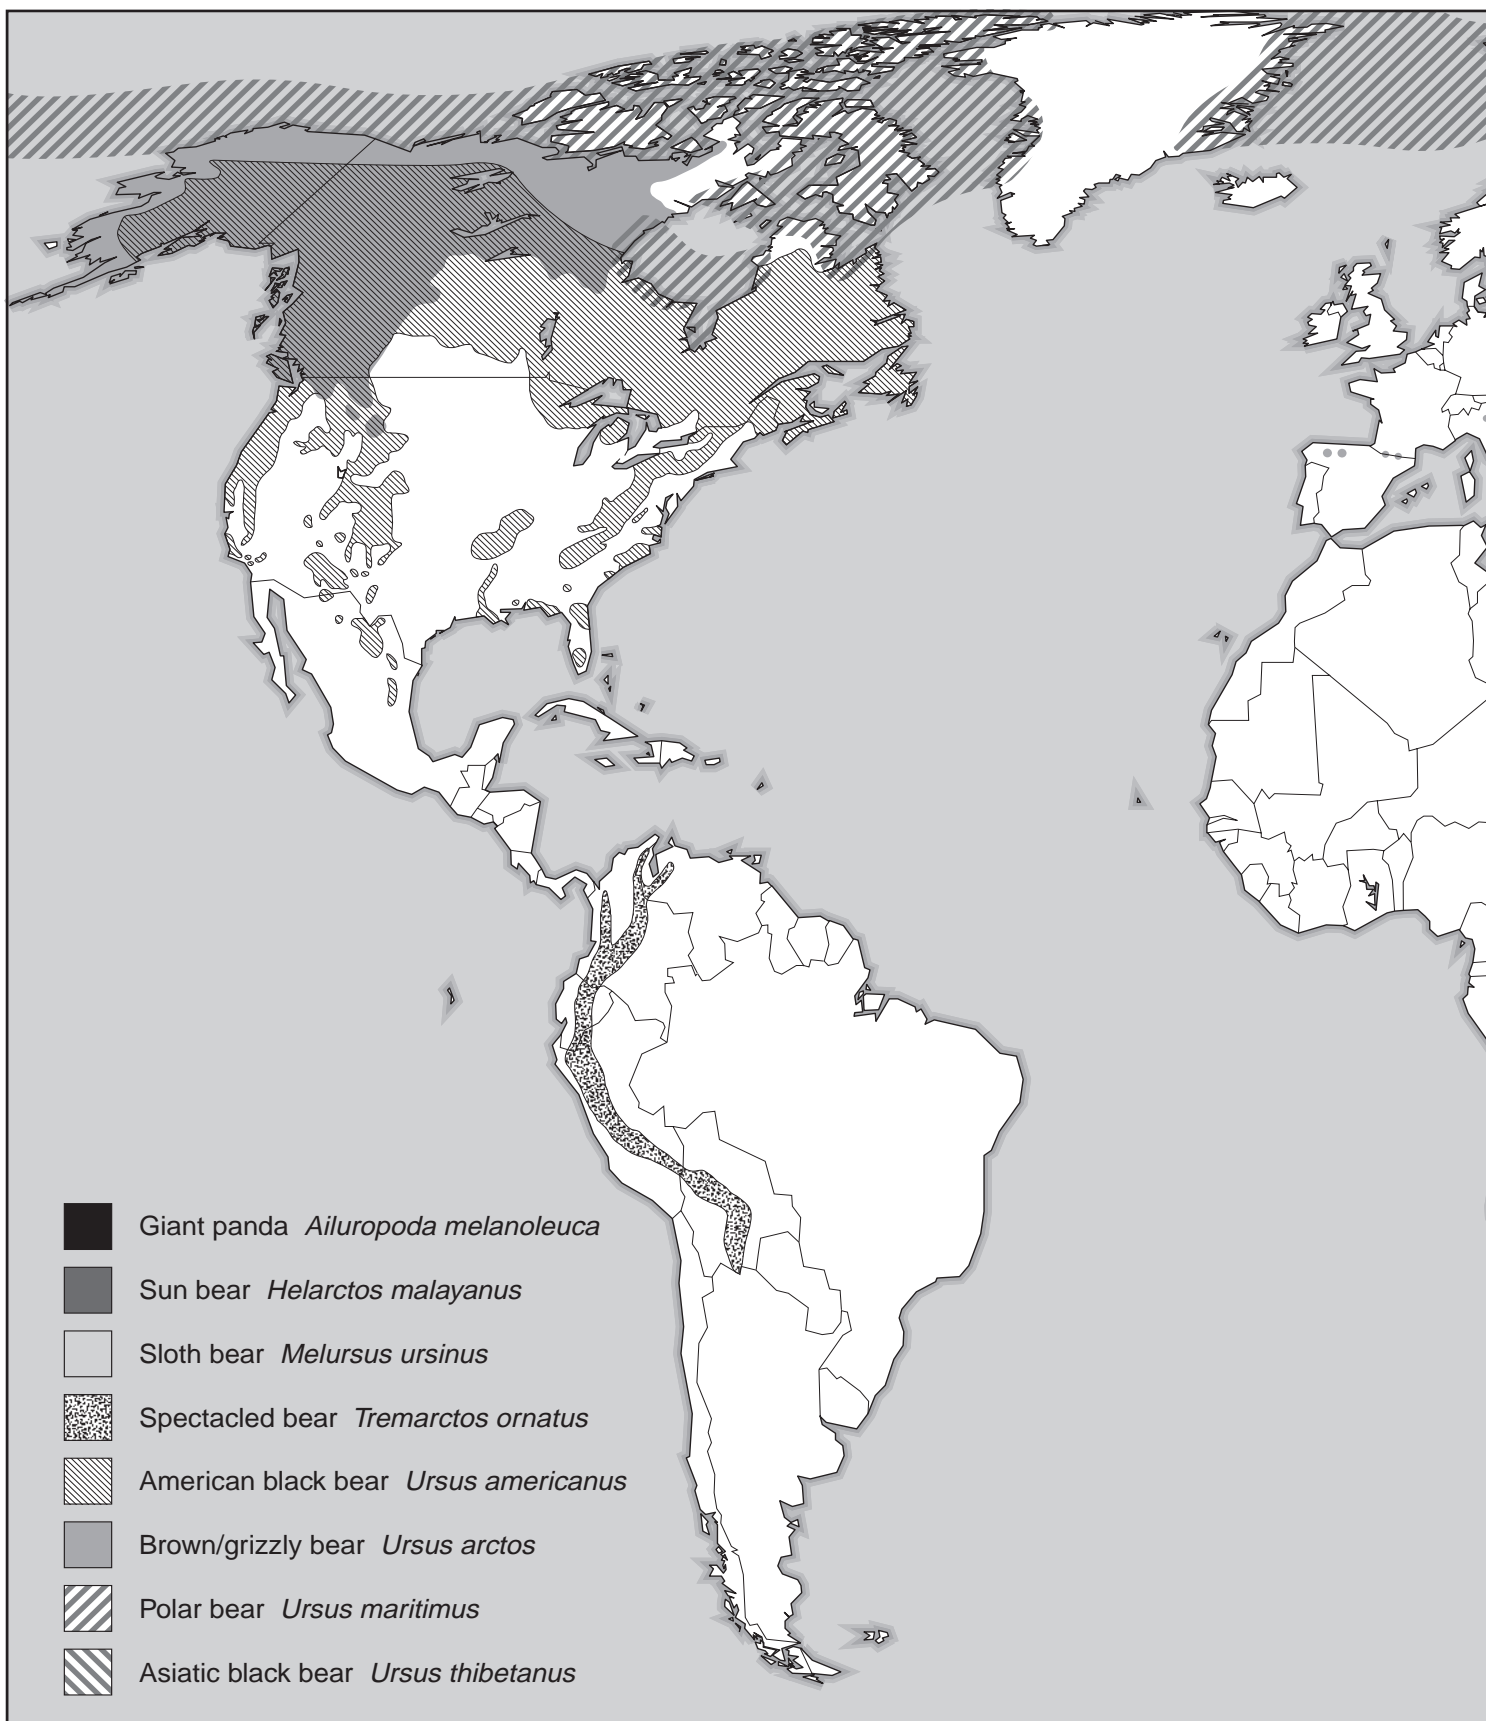 Giant panda Ailuropoda melanoleuca
Sun bear Helarctos malayanus
Sloth bear Melursus ursinus
Spectacled bear Tremarctos ornatus
American black bear Ursus americanus
Brown/grizzly bear Ursus arctos
Polar bear Ursus maritimus
Asiatic black bear Ursus thibetanus